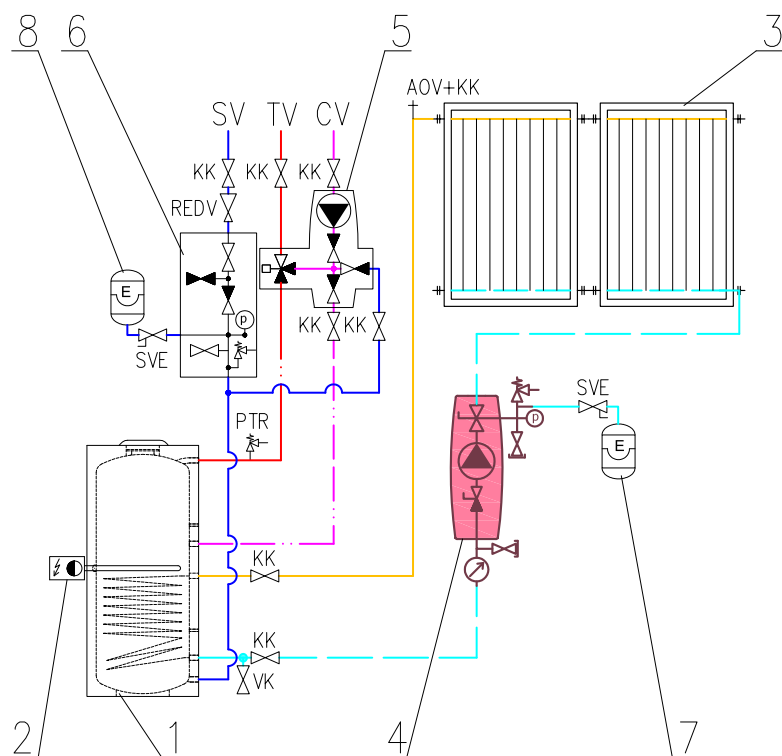 8 6 5 3
AOV+KK
SV TV CV
KK KK KK
REDV
E
p
SVE
KK KK
PTR
SVE
p
E
KK
KK
VK
2 1 4 7